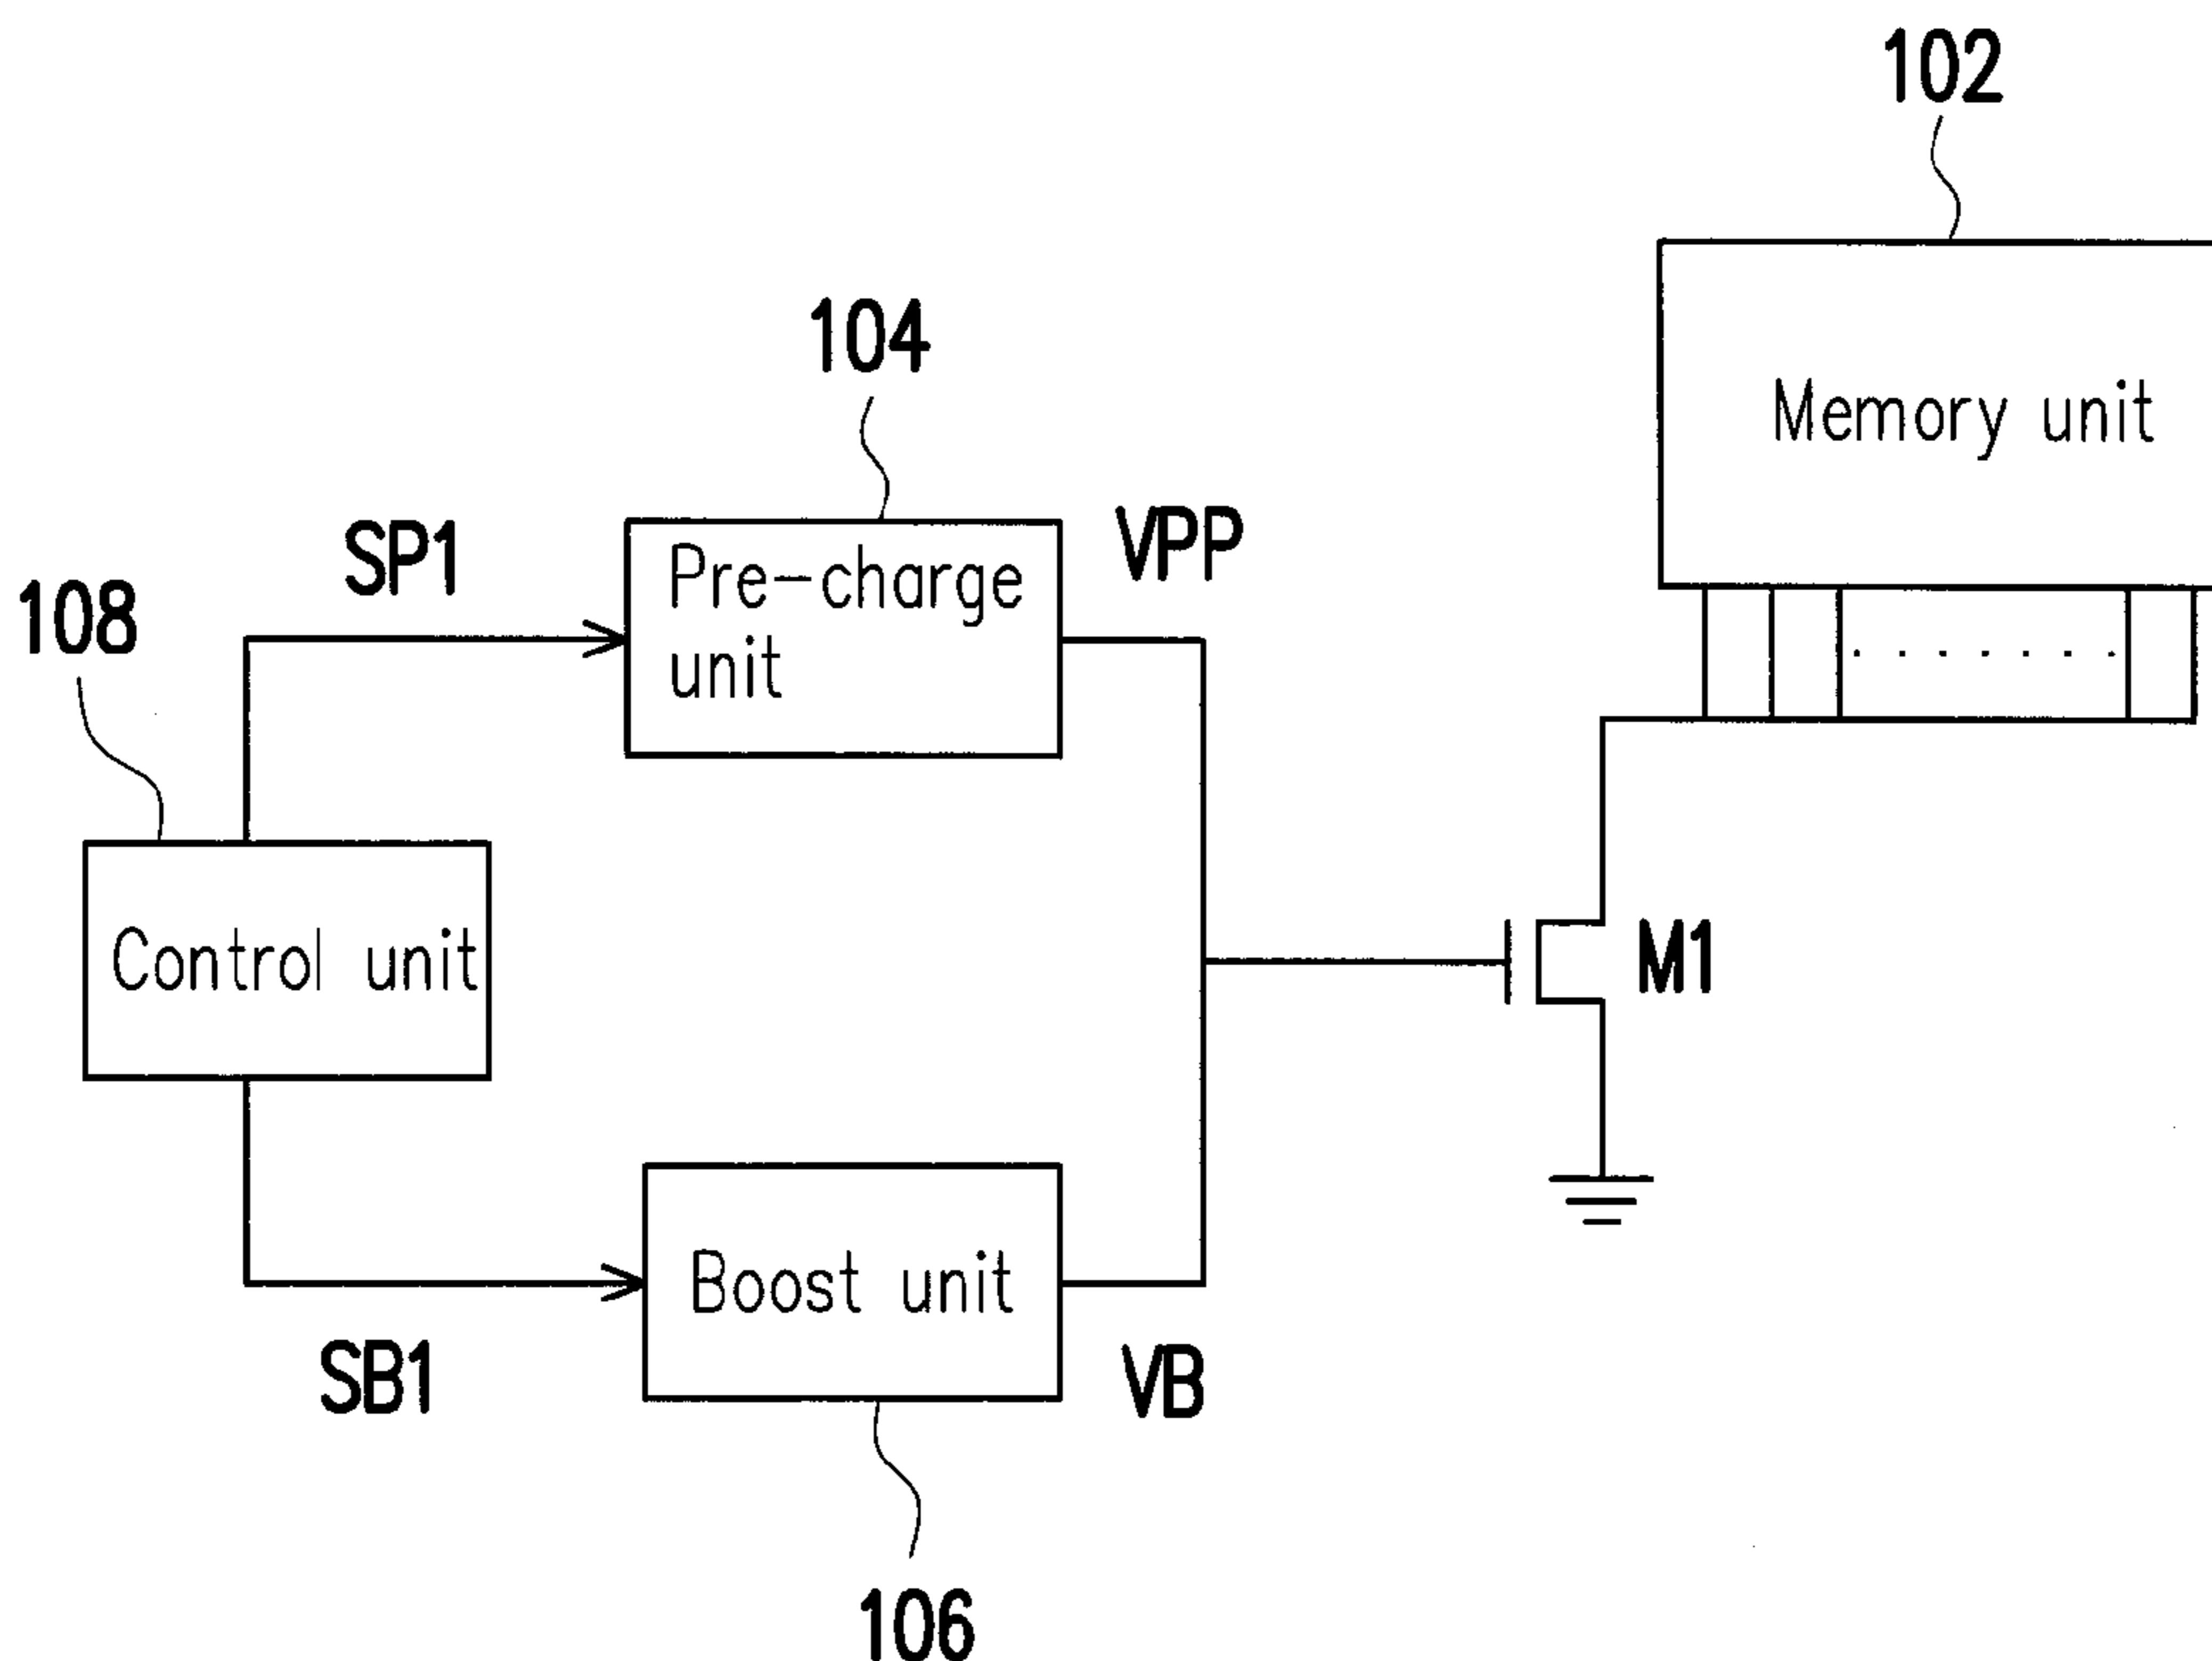 102
Memory unit
104
SP1
Pre-charge
unit
VPP
108
Control unit
M1
Boost unit
SB1
VB
106